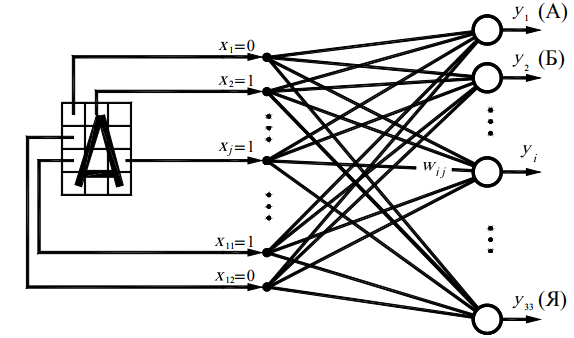 x₁=0
x₂=1
xⱼ=1
x₁₁=1
x₁₂=0
А
wᵢⱼ
y₁ (А)
y₂ (Б)
yᵢ
y₃₃ (Я)